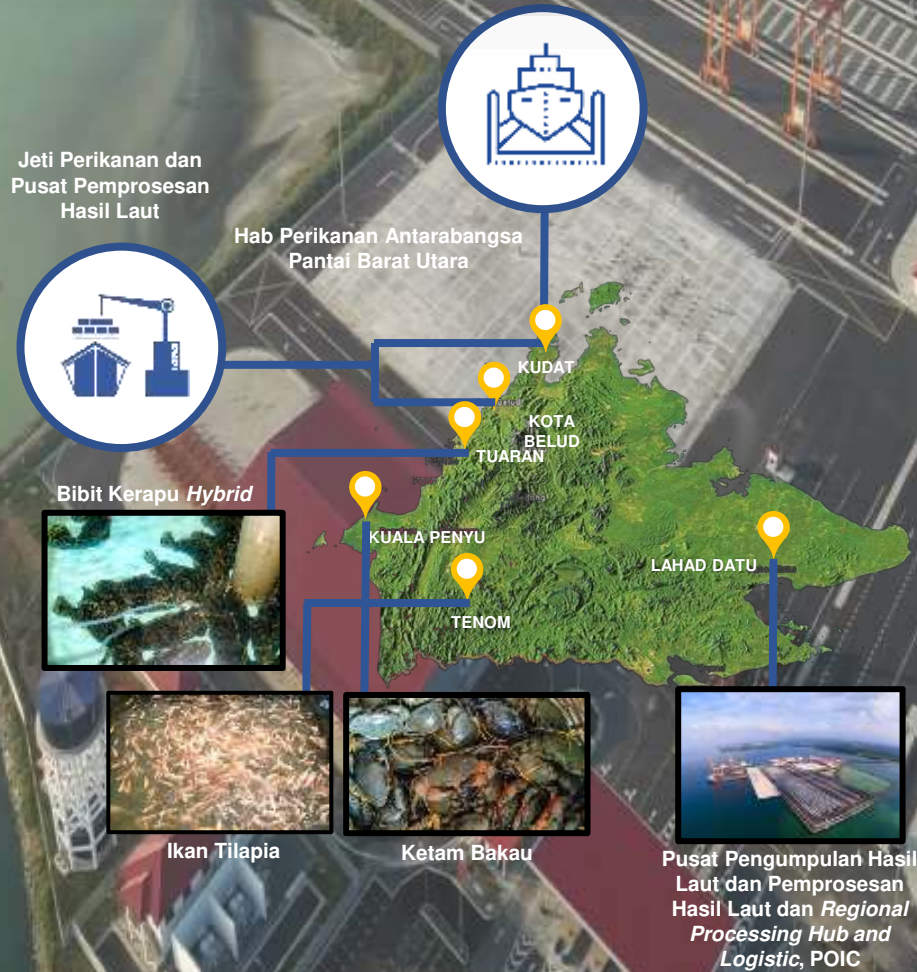 Jeti Perikanan dan
Pusat Pemprosesan
Hasil Laut
Hab Perikanan Antarabangsa
Pantai Barat Utara
KUDAT
KOTA
BELUD
TUARAN
Bibit Kerapu Hybrid
KUALA PENYU
LAHAD DATU
TENOM
Ikan Tilapia
Ketam Bakau
Pusat Pengumpulan Hasil
Laut dan Pemprosesan
Hasil Laut dan Regional
Processing Hub and
Logistic, POIC